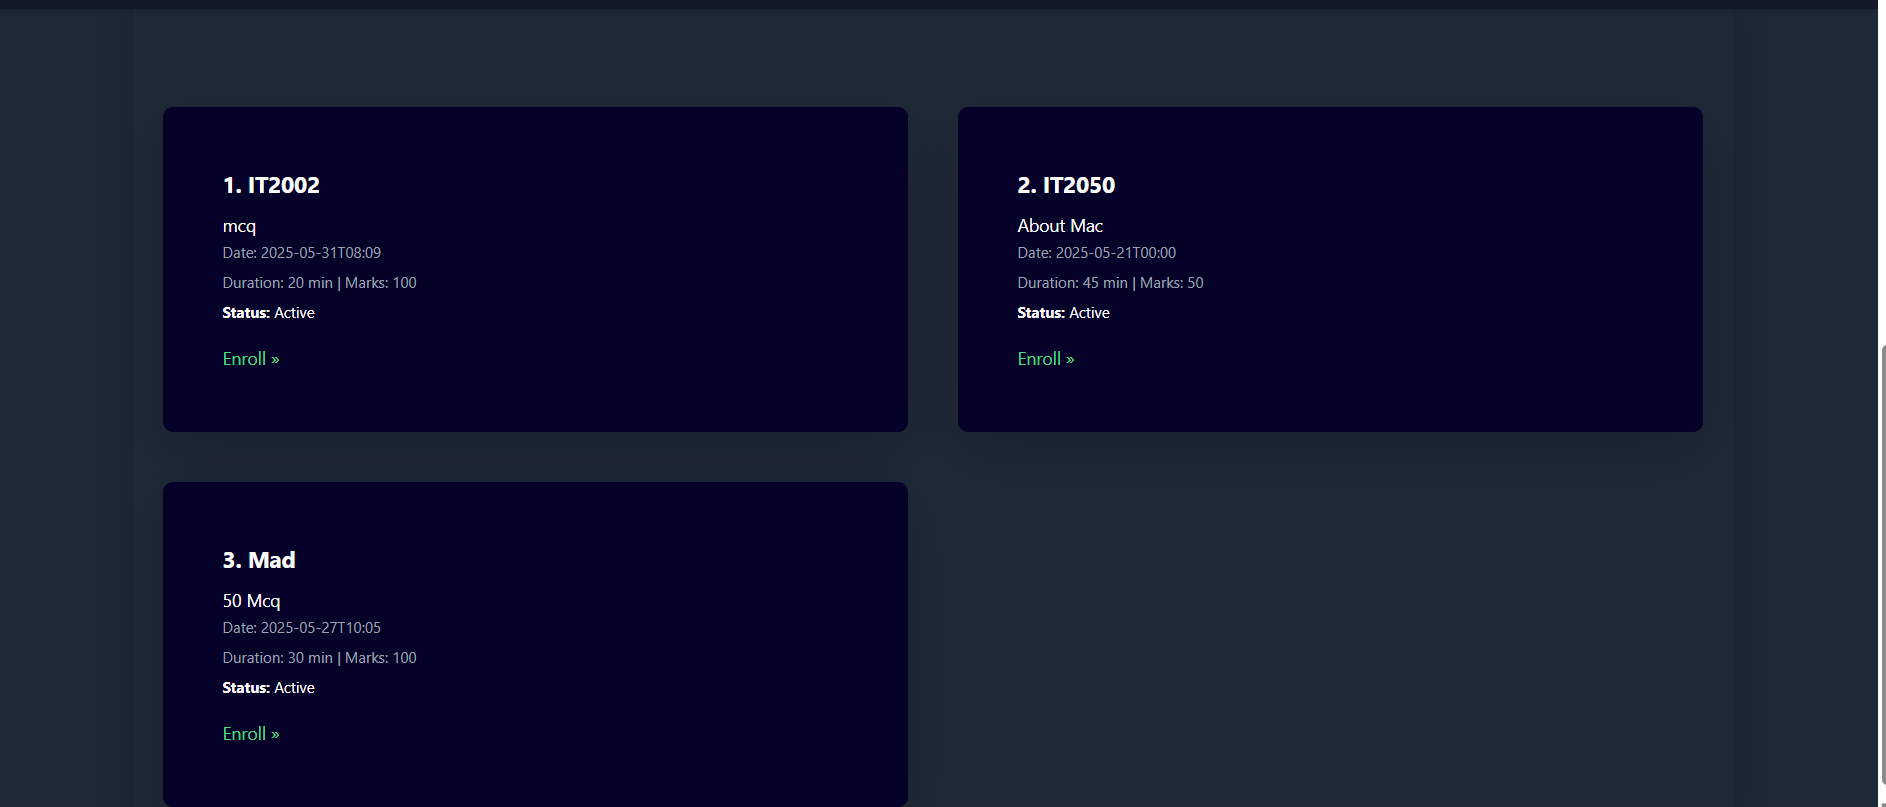 1. IT2002
mcq
Date: 2025-05-31T08:09
Duration: 20 min | Marks: 100
Status: Active
Enroll »
2. IT2050
About Mac
Date: 2025-05-21T00:00
Duration: 45 min | Marks: 50
Status: Active
Enroll »
3. Mad
50 Mcq
Date: 2025-05-27T10:05
Duration: 30 min | Marks: 100
Status: Active
Enroll »